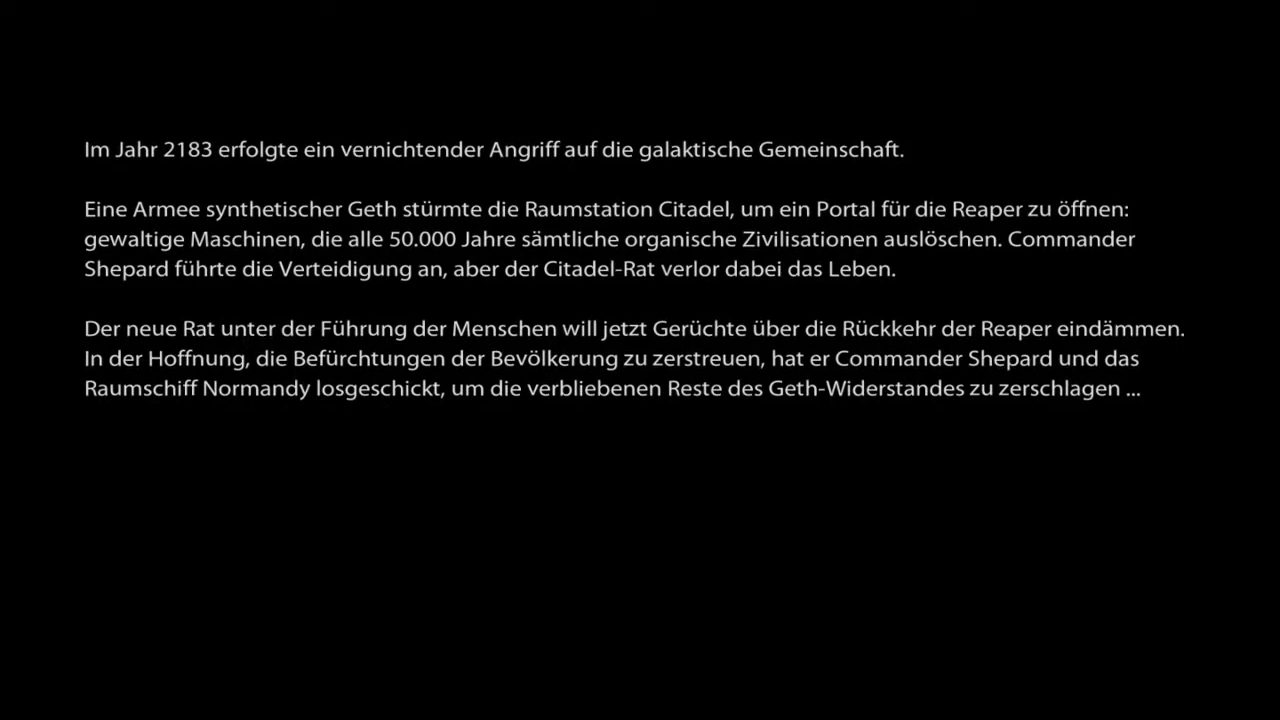 Im Jahr 2183 erfolgte ein vernichtender Angriff auf die galaktische Gemeinschaft.
Eine Armee synthetischer Geth stürmte die Raumstation Citadel, um ein Portal für die Reaper zu öffnen:
gewaltige Maschinen, die alle 50.000 Jahre sämtliche organische Zivilisationen auslöschen. Commander
Shepard führte die Verteidigung an, aber der Citadel-Rat verlor dabei das Leben.
Der neue Rat unter der Führung der Menschen will jetzt Gerüchte über die Rückkehr der Reaper eindämmen.
In der Hoffnung, die Befürchtungen der Bevölkerung zu zerstreuen, hat er Commander Shepard und das
Raumschiff Normandy losgeschickt, um die verbliebenen Reste des Geth-Widerstandes zu zerschlagen ...